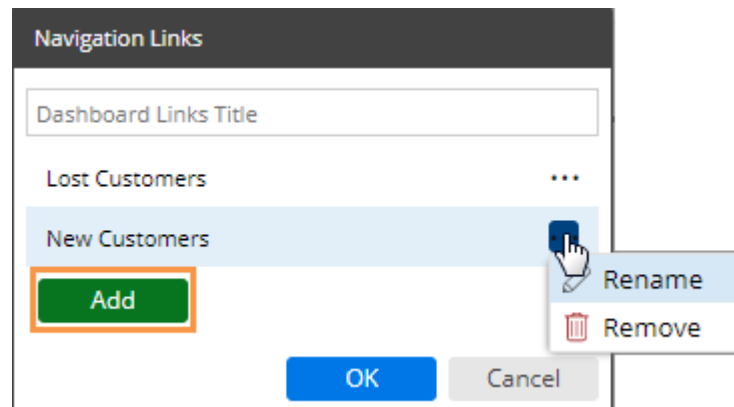 Navigation Links
Dashboard Links Title
Lost Customers
New Customers
Add
Rename
Remove
OK
Cancel